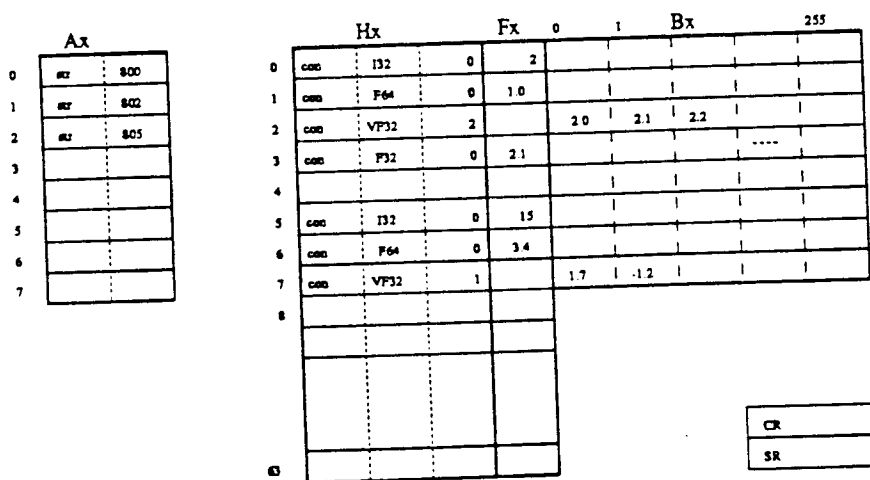 Ax
0 str 800
1 str 802
2 str 805
3
4
5
6
7
Hx Fx 0 1 Bx 255
0 con I32 0 2
1 con F64 0 1.0
2 con VF32 2 2.0 2.1 2.2
3 con F32 0 2.1 ----
4
5 con I32 0 15
6 con F64 0 3.4
7 con VF32 1 1.7 -1.2
8
63
CR
SR